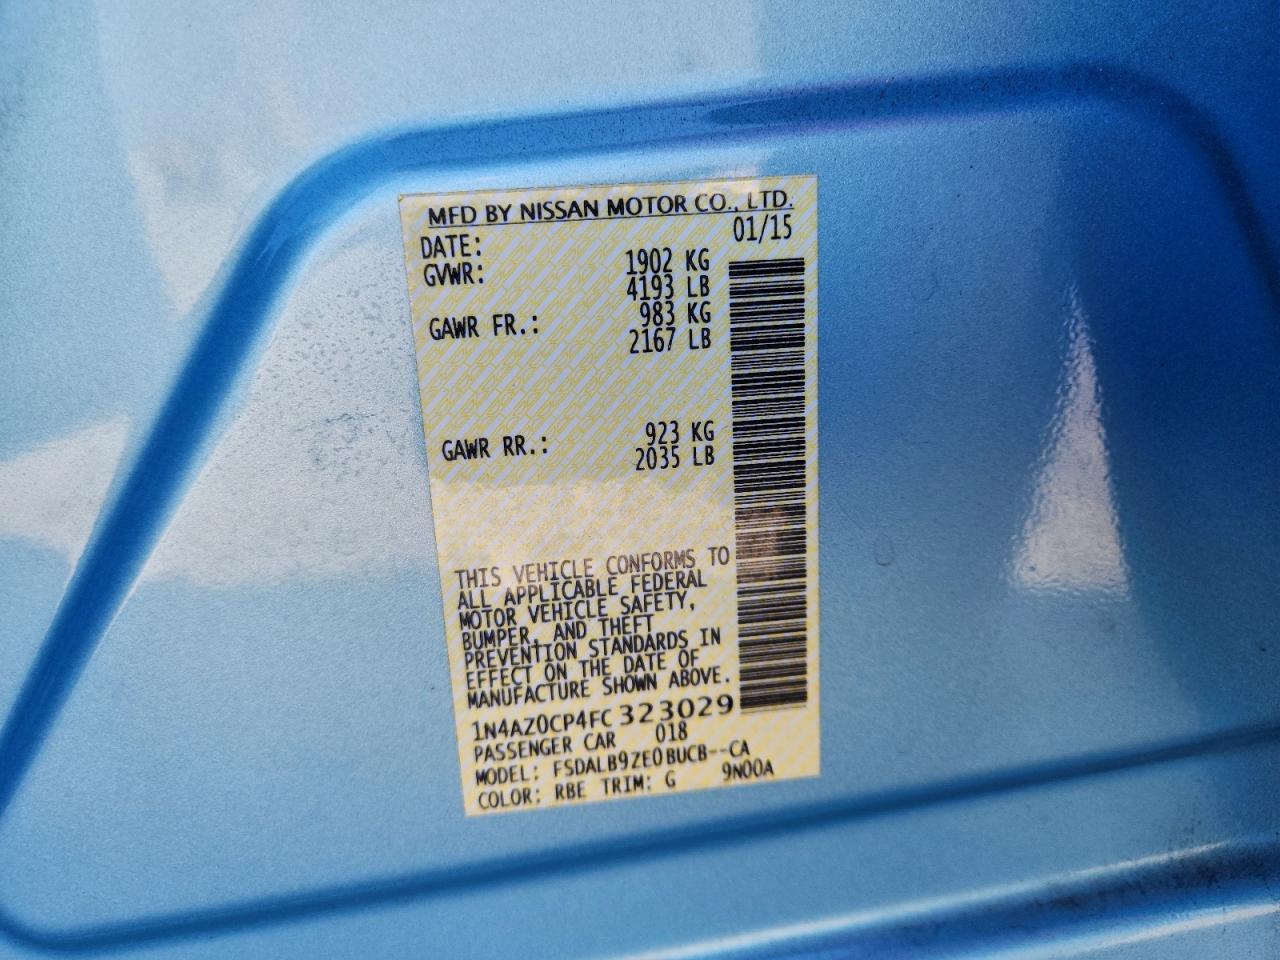 MFD BY NISSAN MOTOR CO., LTD.
DATE: 01/15
GVWR: 1902 KG
4193 LB
GAWR FR.: 983 KG
2167 LB
GAWR RR.: 923 KG
2035 LB
THIS VEHICLE CONFORMS TO
ALL APPLICABLE FEDERAL
MOTOR VEHICLE SAFETY,
BUMPER, AND THEFT
PREVENTION STANDARDS IN
EFFECT ON THE DATE OF
MANUFACTURE SHOWN ABOVE.
1N4AZ0CP4FC323029
PASSENGER CAR 018
MODEL: FSDALB9ZE0BUCB--CA
COLOR: RBE TRIM: G 9N00A